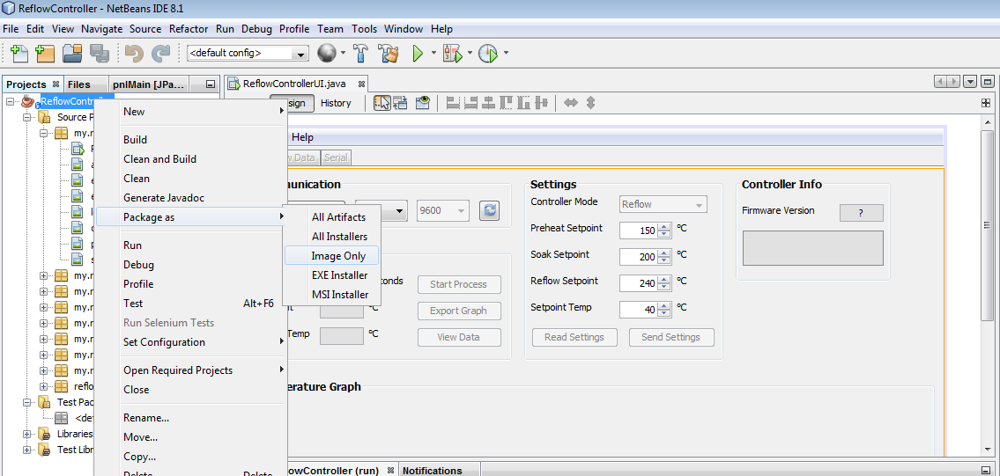 ReflowController - NetBeans IDE 8.1
File Edit View Navigate Source Refactor Run Debug Profile Team Tools Window Help
<default config>
Projects Files pnlMain [JPa... ReflowControllerUI.java
ReflowContr
sign History
Source P
my.r
my.r
my.r
my.r
my.r
my.r
my.r
reflo
Test Pac
<de
Libraries
Test Libr
New
Build
Clean and Build
Clean
Generate Javadoc
Package as
Run
Debug
Profile
Test Alt+F6
Run Selenium Tests
Set Configuration
Open Required Projects
Close
Rename...
Move...
Copy...
Delete Delete
All Artifacts
All Installers
Image Only
EXE Installer
MSI Installer
Help
w Data Serial
munication
9600
onds Start Process
t °C Export Graph
Temp °C View Data
Settings
Controller Mode Reflow
Preheat Setpoint 150 °C
Soak Setpoint 200 °C
Reflow Setpoint 240 °C
Setpoint Temp 40 °C
Read Settings Send Settings
Controller Info
Firmware Version ?
erature Graph
lowController (run) Notifications